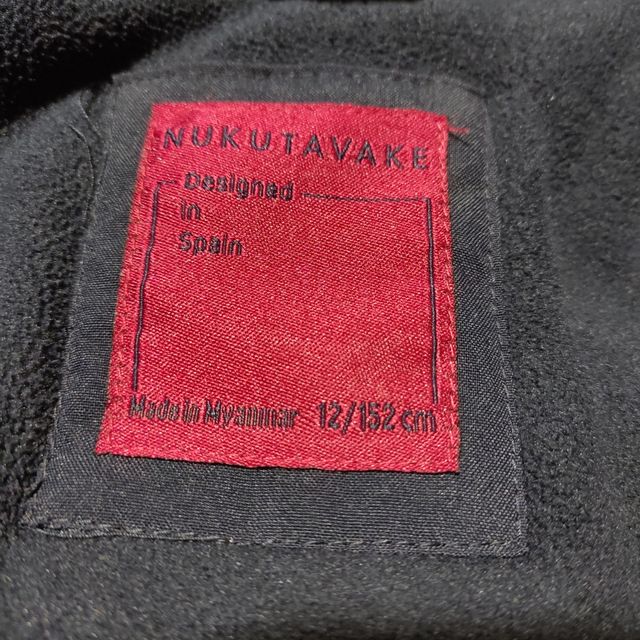 NUKUTAVAKE
Designed
in
Spain
Made in Myanmar 12/152 cm